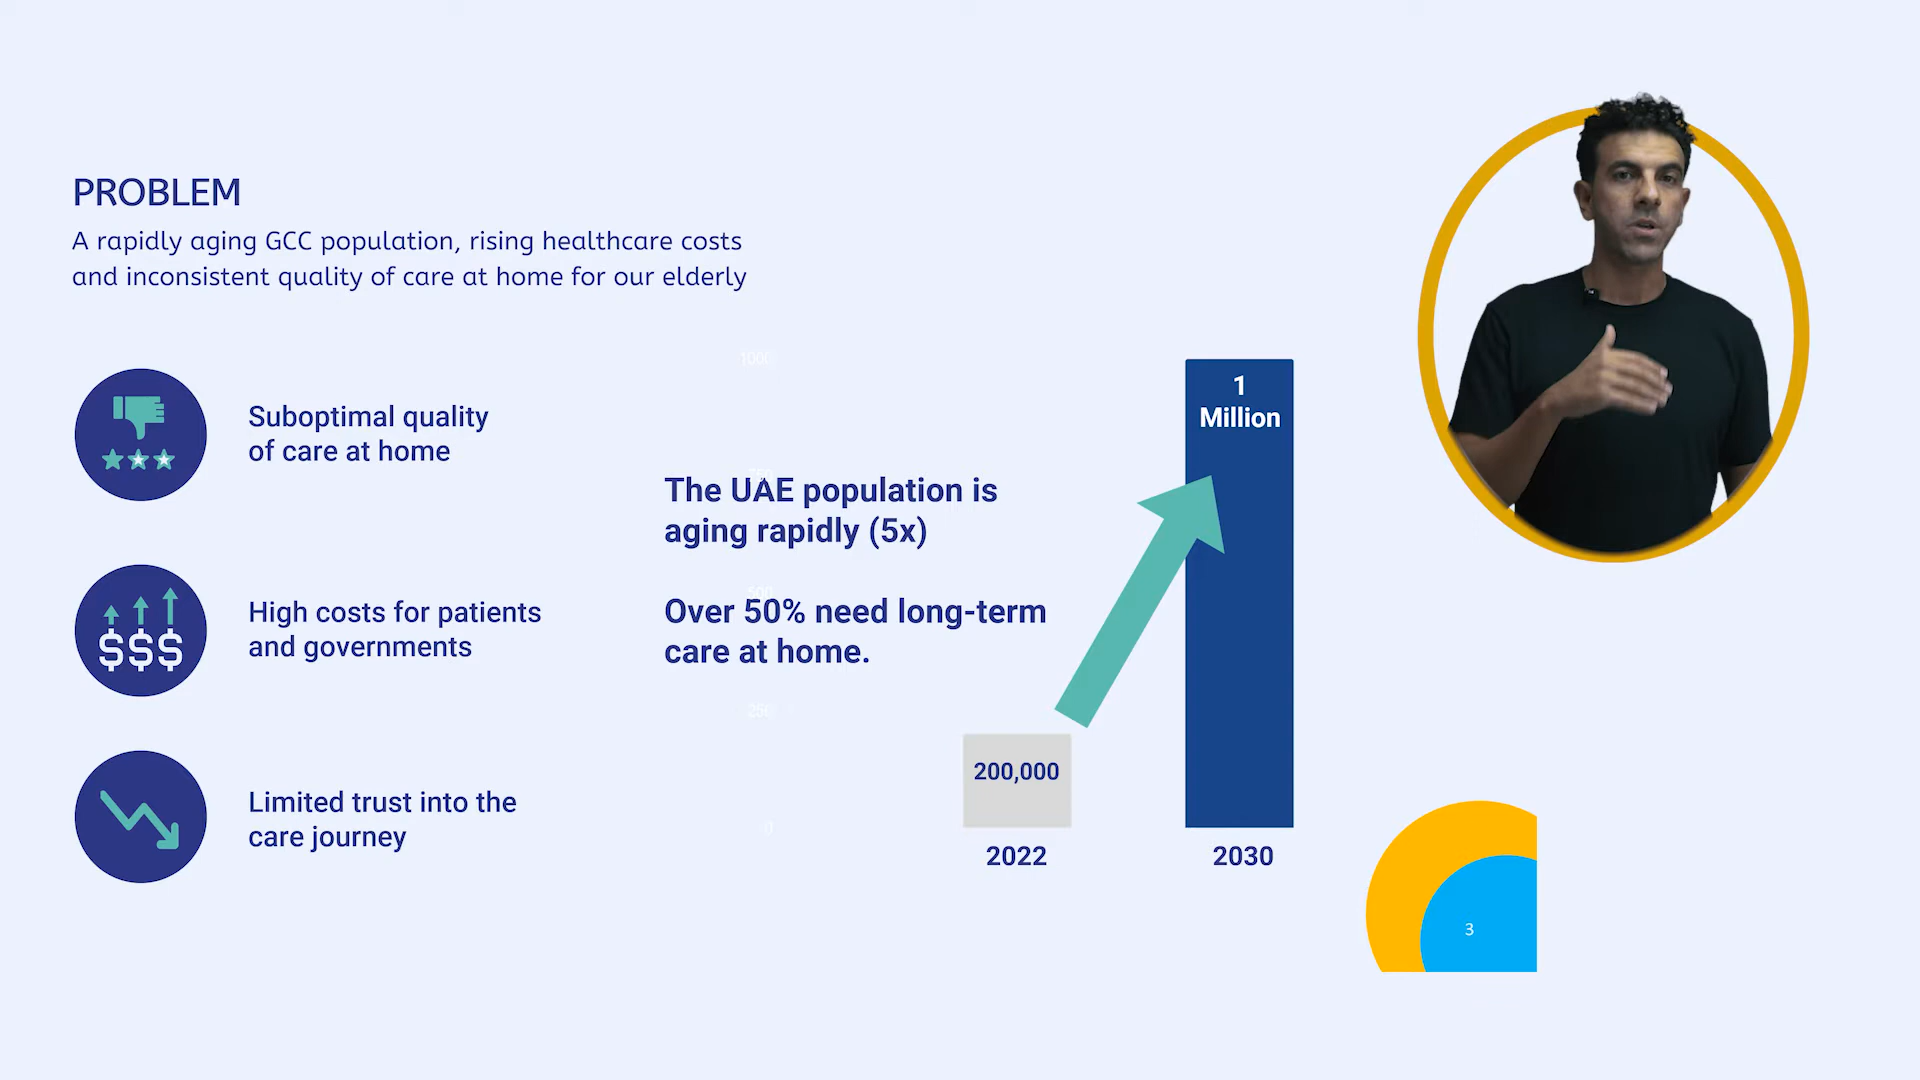 PROBLEM
A rapidly aging GCC population, rising healthcare costs
and inconsistent quality of care at home for our elderly
Suboptimal quality
of care at home
$$$
High costs for patients
and governments
Limited trust into the
care journey
1000
The UAE population is
aging rapidly (5x)
Over 50% need long-term
care at home.
250
0
1
Million
200,000
2022
2030
3